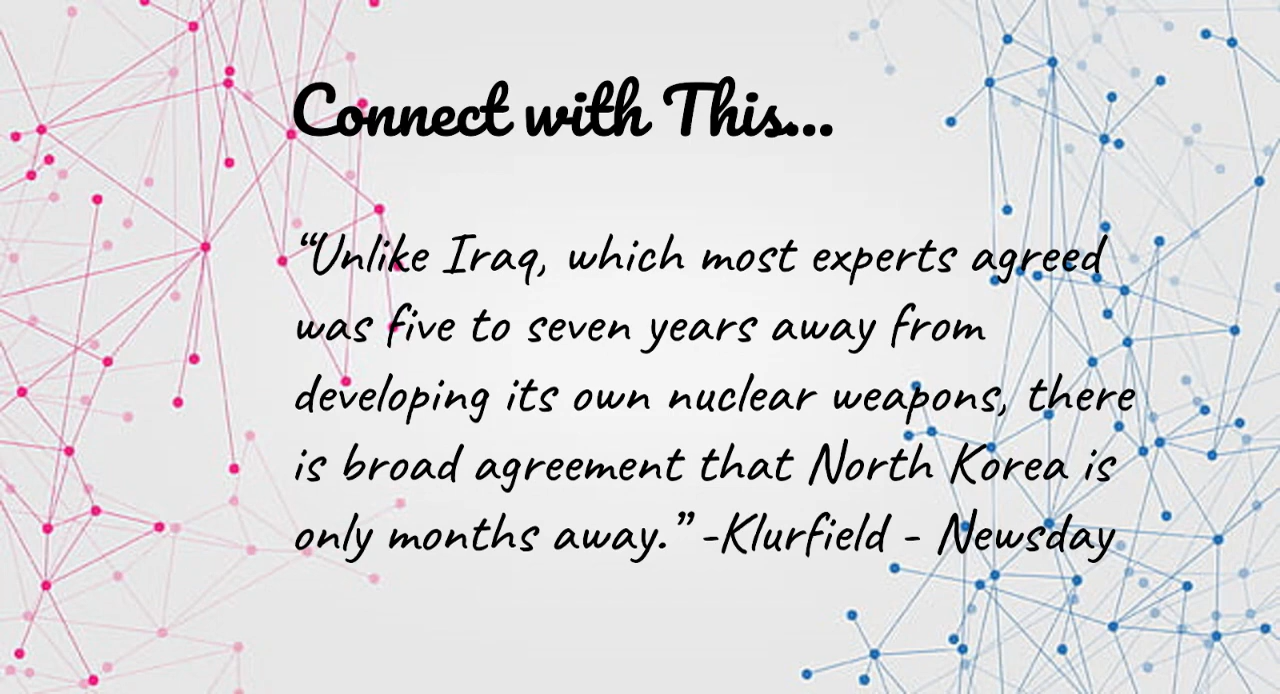 Connect with This...
“Unlike Iraq, which most experts agreed
was five to seven years away from
developing its own nuclear weapons, there
is broad agreement that North Korea is
only months away.” -Klurfield - Newsday